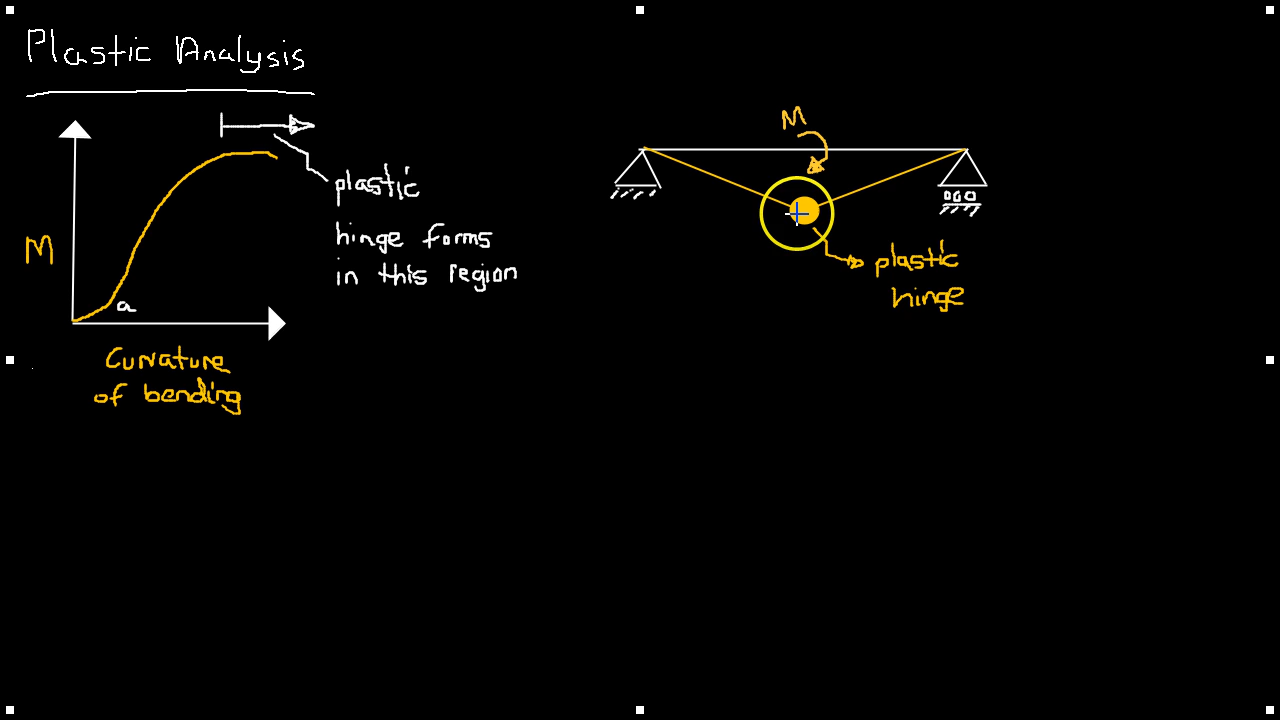 Plastic Analysis
M
a
Curvature
of bending
plastic
hinge forms
in this region
M
plastic
hinge